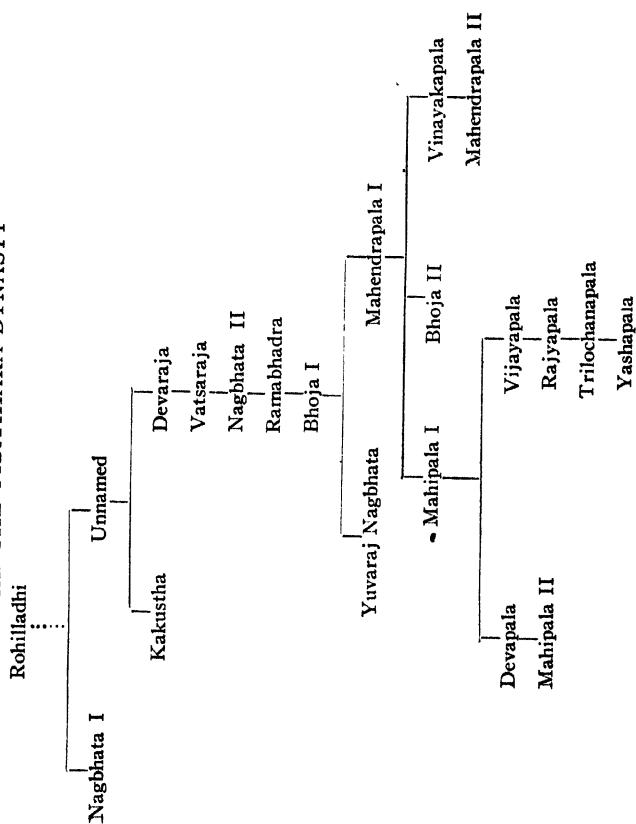 Rohilladhi
Nagbhata I
Unnamed
Kakustha
Devaraja
Vatsaraja
Nagbhata II
Ramabhadra
Bhoja I
Yuvaraj Nagbhata
Mahendrapala I
Mahipala I
Bhoja II
Vinayakapala
Mahendrapala II
Devapala
Mahipala II
Vijayapala
Rajyapala
Trilochanapala
Yashapala